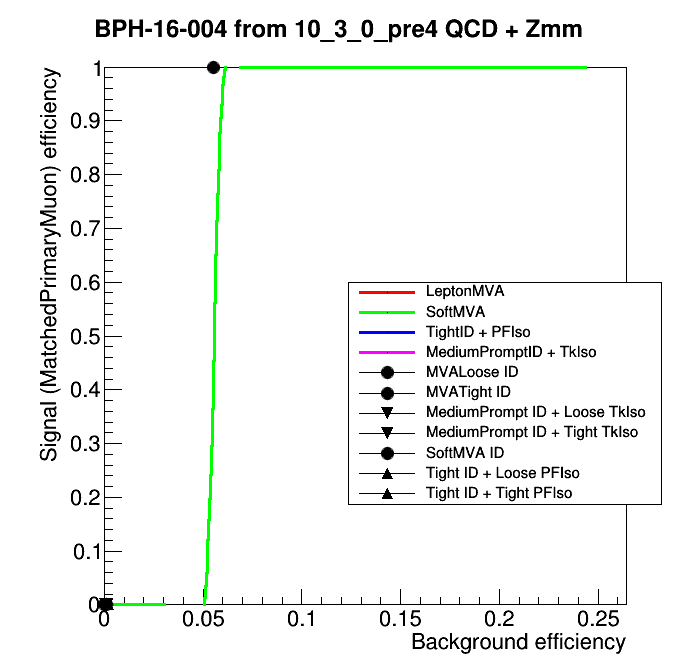 BPH-16-004 from 10_3_0_pre4 QCD + Zmm
Signal (MatchedPrimaryMuon) efficiency
1
0.9
0.8
0.7
0.6
0.5
0.4
0.3
0.2
0.1
0
LeptonMVA
SoftMVA
TightID + PFIso
MediumPromptID + TkIso
MVALoose ID
MVATight ID
MediumPrompt ID + Loose TkIso
MediumPrompt ID + Tight TkIso
SoftMVA ID
Tight ID + Loose PFIso
Tight ID + Tight PFIso
0 0.05 0.1 0.15 0.2 0.25
Background efficiency